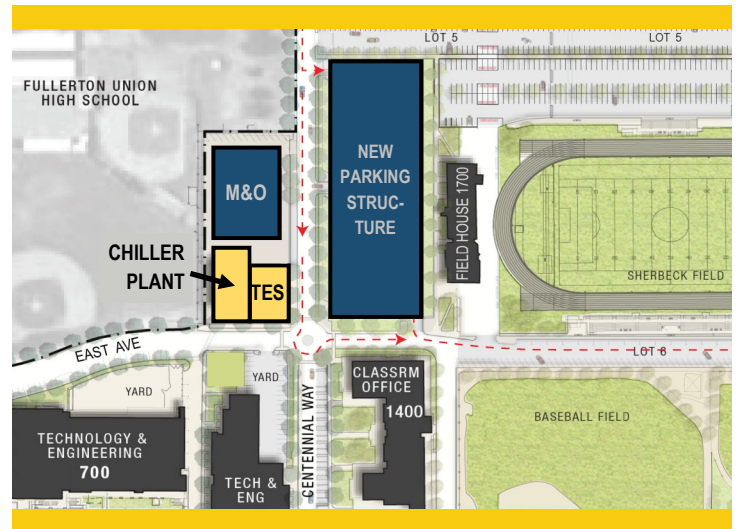 LOT 5
LOT 5
FULLERTON UNION
HIGH SCHOOL
NEW
PARKING
STRUC-
TURE
M&O
FIELD HOUSE 1700
CHILLER
PLANT
TES
SHERBECK FIELD
EAST AVE
LOT 6
CENTENNIAL WAY
CLASSRM
OFFICE
1400
YARD
YARD
BASEBALL FIELD
TECHNOLOGY &
ENGINEERING
700
TECH &
ENG